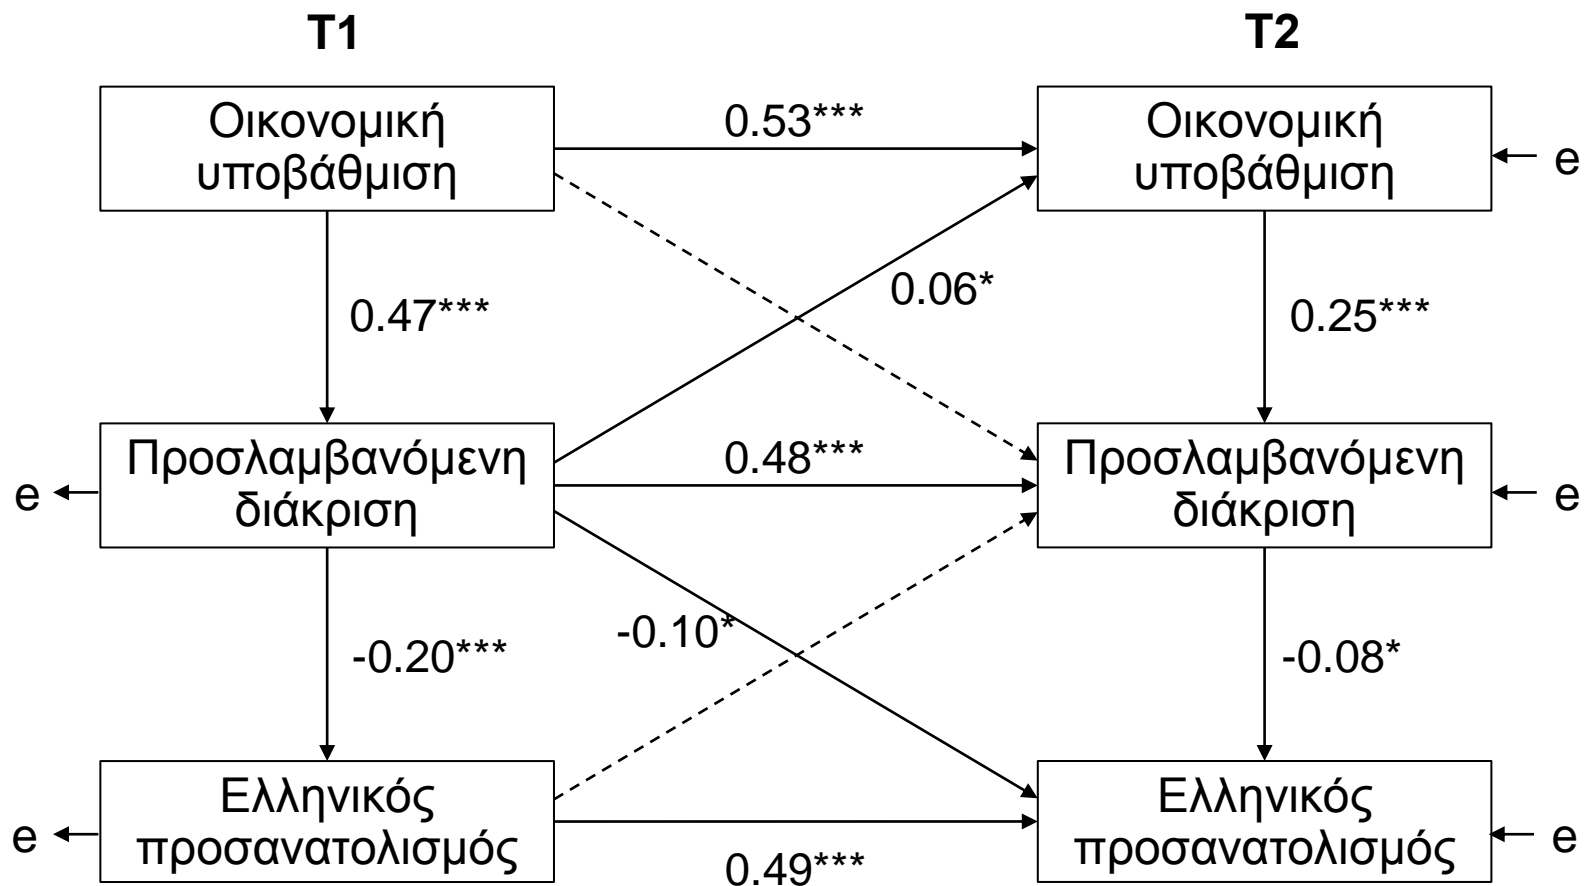 T1
T2
Οικονομική
υποβάθμιση
0.53***
Οικονομική
υποβάθμιση
e
0.47***
0.06*
0.25***
e
Προσλαμβανόμενη
διάκριση
0.48***
Προσλαμβανόμενη
διάκριση
e
-0.20***
-0.10*
-0.08*
e
Ελληνικός
προσανατολισμός
0.49***
Ελληνικός
προσανατολισμός
e